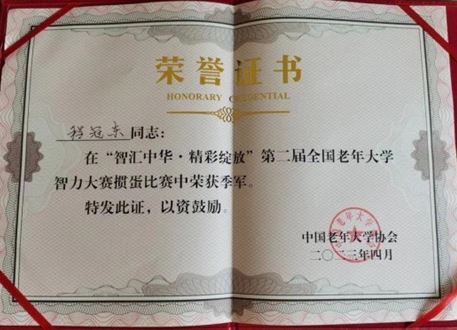 荣誉证书
HONORARY CREDENTIAL
程冠东同志：
在“智汇中华·精彩绽放”第二届全国老年大学
智力大赛掼蛋比赛中荣获季军。
特发此证，以资鼓励。
中国老年大学协会
二〇二三年四月